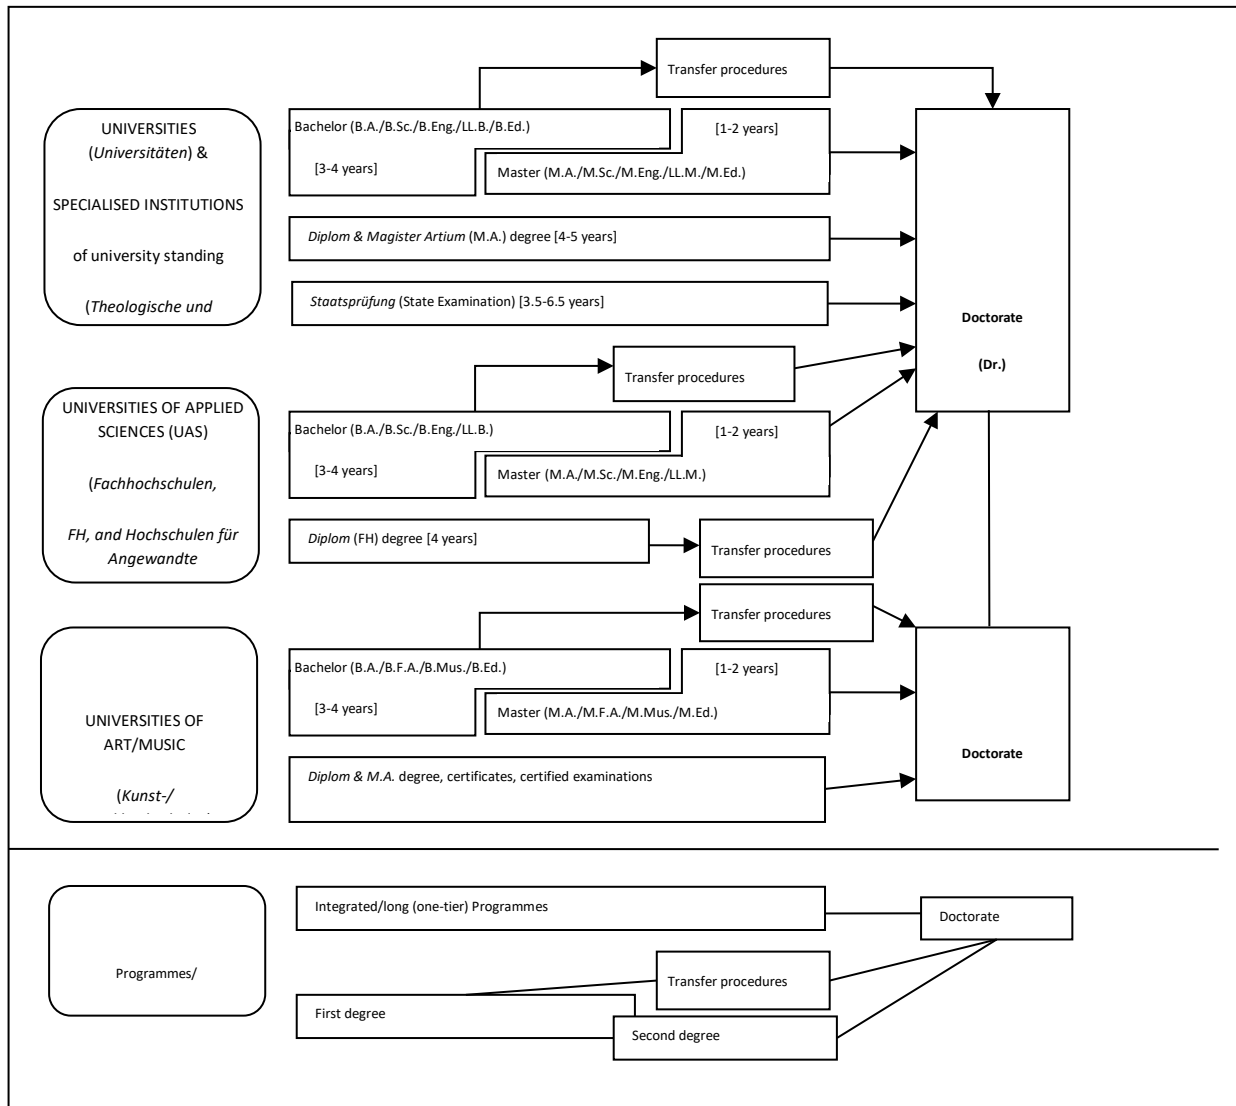 Transfer procedures
UNIVERSITIES
(Universitäten) &
SPECIALISED INSTITUTIONS
of university standing
(Theologische und
Bachelor (B.A./B.Sc./B.Eng./LL.B./B.Ed.)
[3-4 years]
[1-2 years]
Master (M.A./M.Sc./M.Eng./LL.M./M.Ed.)
Diplom & Magister Artium (M.A.) degree [4-5 years]
Staatsprüfung (State Examination) [3.5-6.5 years]
Doctorate
(Dr.)
Transfer procedures
UNIVERSITIES OF APPLIED
SCIENCES (UAS)
(Fachhochschulen,
FH, and Hochschulen für
Angewandte
Bachelor (B.A./B.Sc./B.Eng./LL.B.)
[3-4 years]
[1-2 years]
Master (M.A./M.Sc./M.Eng./LL.M.)
Diplom (FH) degree [4 years]
Transfer procedures
Transfer procedures
UNIVERSITIES OF
ART/MUSIC
(Kunst-/
Bachelor (B.A./B.F.A./B.Mus./B.Ed.)
[3-4 years]
[1-2 years]
Master (M.A./M.F.A./M.Mus./M.Ed.)
Diplom & M.A. degree, certificates, certified examinations
Doctorate
Programmes/
Integrated/long (one-tier) Programmes
Doctorate
Transfer procedures
First degree
Second degree